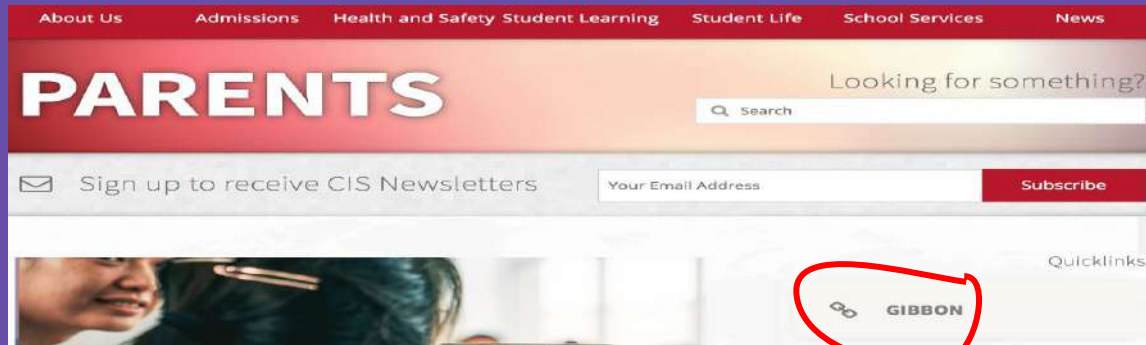 About Us Admissions Health and Safety Student Learning Student Life School Services News
PARENTS
Looking for something?
Search
Sign up to receive CIS Newsletters
Your Email Address
Subscribe
Quicklinks
GIBBON